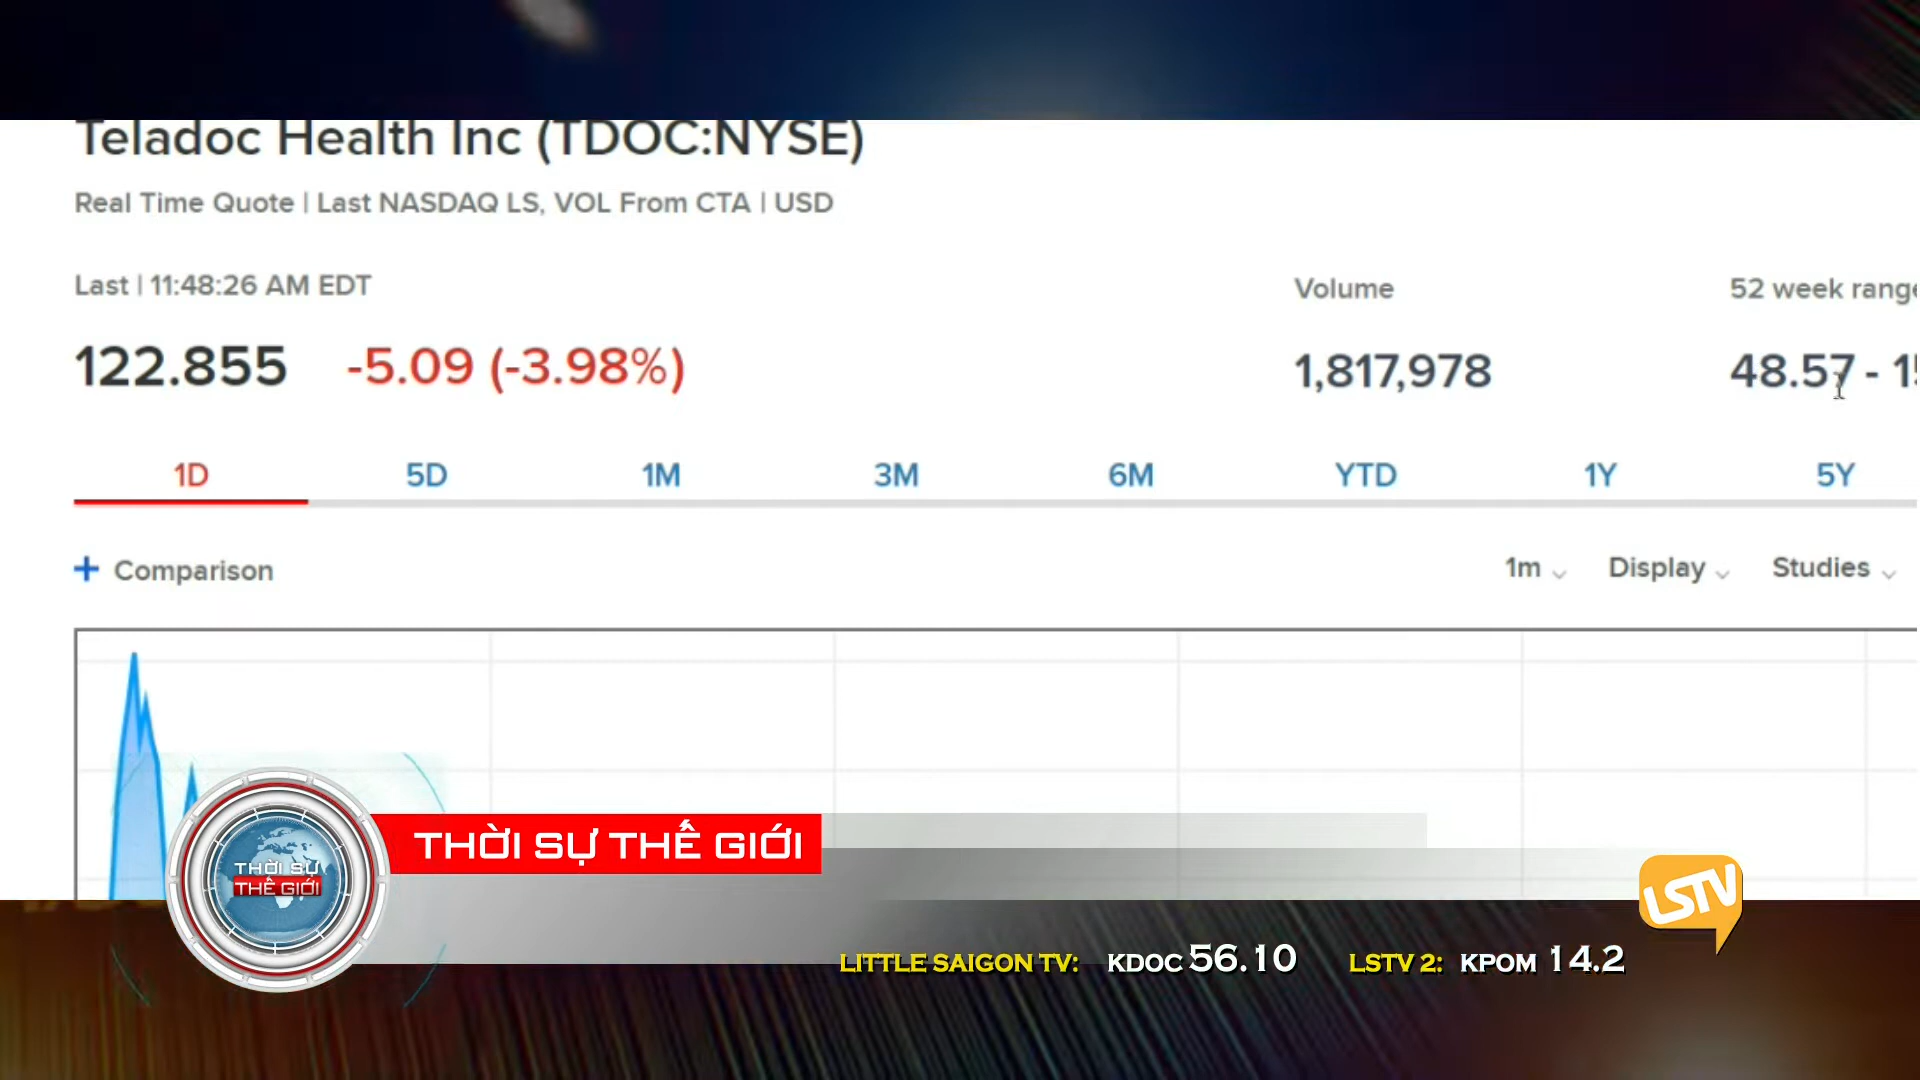 Teladoc Health Inc (TDOC:NYSE)
Real Time Quote | Last NASDAQ LS, VOL From CTA | USD
Last | 11:48:26 AM EDT
Volume
52 week range
122.855 -5.09 (-3.98%)
1,817,978
48.57 -
1D 5D 1M 3M 6M YTD 1Y 5Y
+ Comparison
1m Display Studies
THỜI SỰ THẾ GIỚI
THỜI SỰ
THẾ GIỚI
LSTV
LITTLE SAIGON TV: KDOC 56.10 LSTV 2: KPOM 14.2